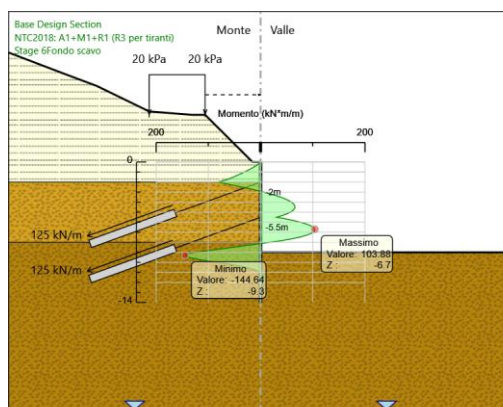 Base Design Section
NTC2018: A1+M1+R1 (R3 per tiranti)
Stage 6Fondo scavo
Monte Valle
20 kPa 20 kPa
Momento (kN*m/m)
200 200
0
-2m
-5.5m
125 kN/m
Massimo
Valore: 103.88
Z : -6.7
125 kN/m
Minimo
Valore: -144.64
Z : -9.3
-14